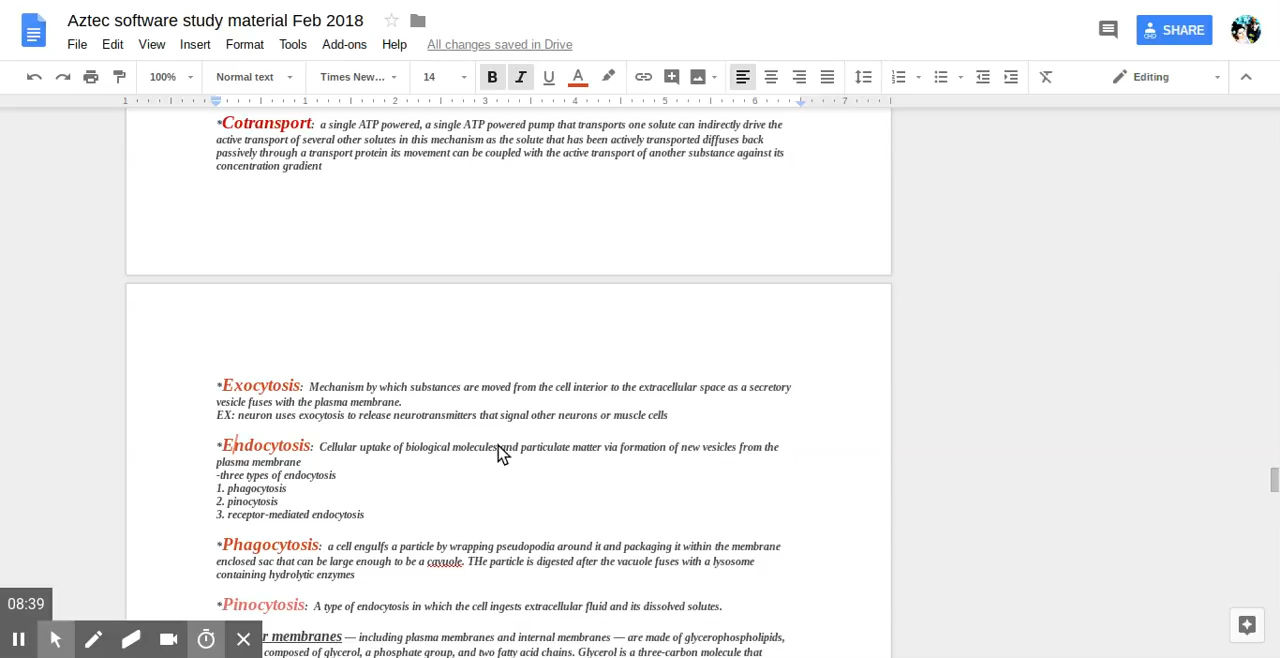 Aztec software study material Feb 2018
File Edit View Insert Format Tools Add-ons Help All changes saved in Drive
SHARE
100% Normal text Times New... 14 B I U A Editing
1 1 2 3 4 5 6 7
*Cotransport: a single ATP powered, a single ATP powered pump that transports one solute can indirectly drive the
active transport of several other solutes in this mechanism as the solute that has been actively transported diffuses back
passively through a transport protein its movement can be coupled with the active transport of another substance against its
concentration gradient
*Exocytosis: Mechanism by which substances are moved from the cell interior to the extracellular space as a secretory
vesicle fuses with the plasma membrane.
EX: neuron uses exocytosis to release neurotransmitters that signal other neurons or muscle cells
*Endocytosis: Cellular uptake of biological molecules and particulate matter via formation of new vesicles from the
plasma membrane
-three types of endocytosis
1. phagocytosis
2. pinocytosis
3. receptor-mediated endocytosis
*Phagocytosis: a cell engulfs a particle by wrapping pseudopodia around it and packaging it within the membrane
enclosed sac that can be large enough to be a cavuole. THe particle is digested after the vacuole fuses with a lysosome
containing hydrolytic enzymes
*Pinocytosis: A type of endocytosis in which the cell ingests extracellular fluid and its dissolved solutes.
08:39
membranes — including plasma membranes and internal membranes — are made of glycerophospholipids,
composed of glycerol, a phosphate group, and two fatty acid chains. Glycerol is a three-carbon molecule that